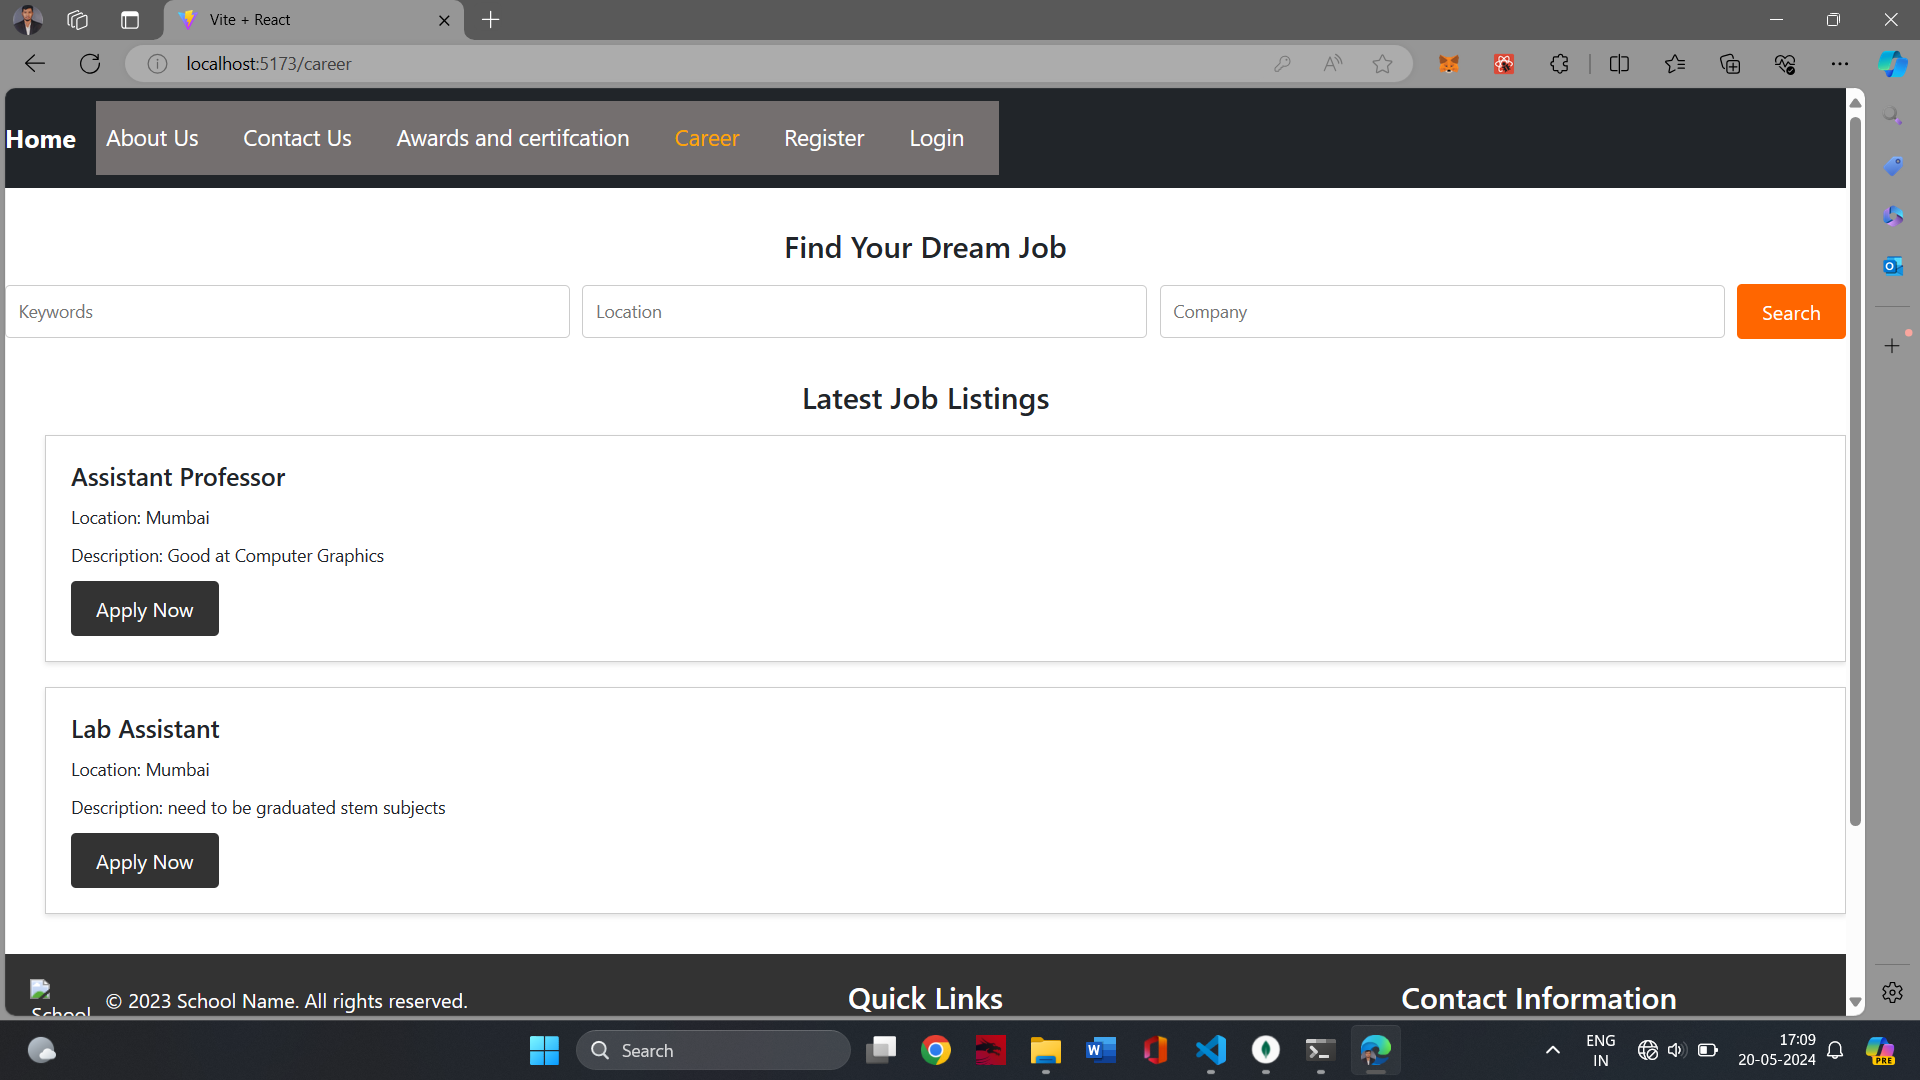 Vite + React
localhost:5173/career
Home About Us Contact Us Awards and certifcation Career Register Login
Find Your Dream Job
Keywords Location Company Search
Latest Job Listings
Assistant Professor
Location: Mumbai
Description: Good at Computer Graphics
Apply Now
Lab Assistant
Location: Mumbai
Description: need to be graduated stem subjects
Apply Now
School © 2023 School Name. All rights reserved. Quick Links Contact Information
Search
ENG
IN
17:09
20-05-2024
PRE